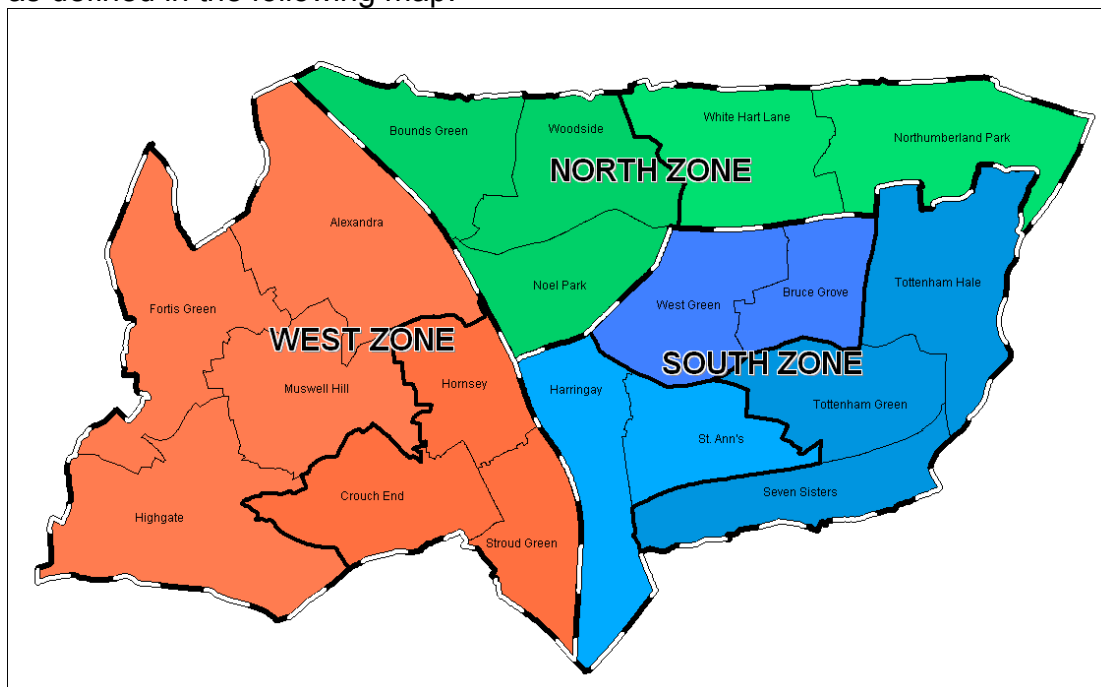 as defined in the following map:
Bounds Green
Woodside
White Hart Lane
Northumberland Park
NORTH ZONE
Alexandra
Noel Park
West Green
Bruce Grove
Tottenham Hale
Fortis Green
WEST ZONE
SOUTH ZONE
Muswell Hill
Hornsey
Harringay
Tottenham Green
St. Ann's
Crouch End
Seven Sisters
Highgate
Stroud Green